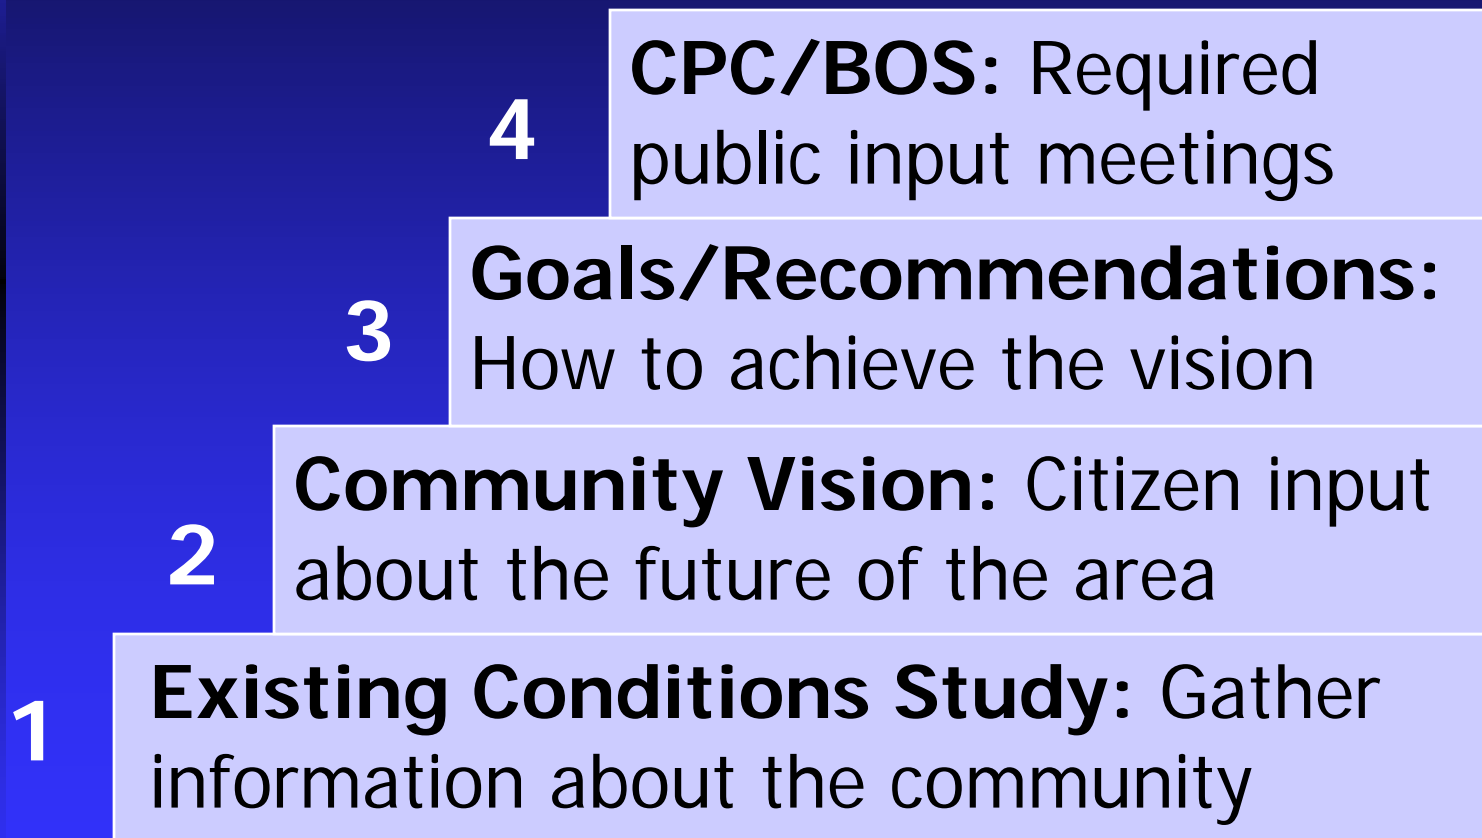 4
CPC/BOS: Required
public input meetings
3
Goals/Recommendations:
How to achieve the vision
2
Community Vision: Citizen input
about the future of the area
1
Existing Conditions Study: Gather
information about the community